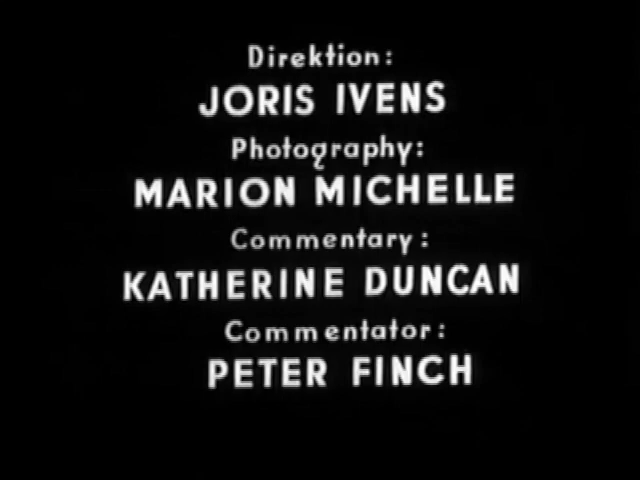 Direktion:
JORIS IVENS
Photography:
MARION MICHELLE
Commentary:
KATHERINE DUNCAN
Commentator:
PETER FINCH